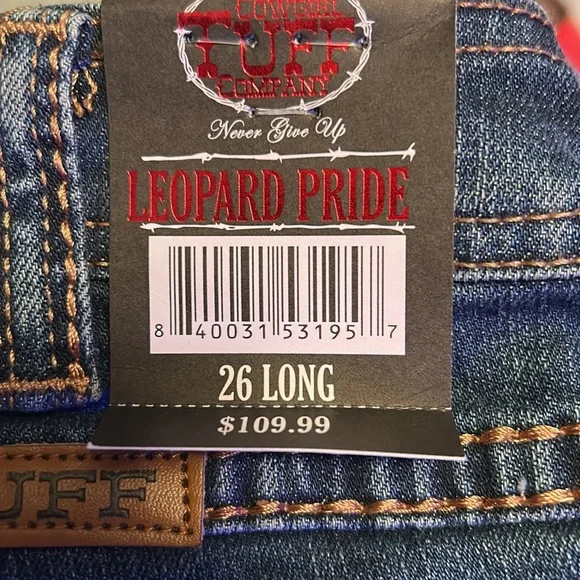 COWGIRL
TUFF
COMPANY
Never Give Up
LEOPARD PRIDE
8 40031 53195 7
26 LONG
$109.99
UFF